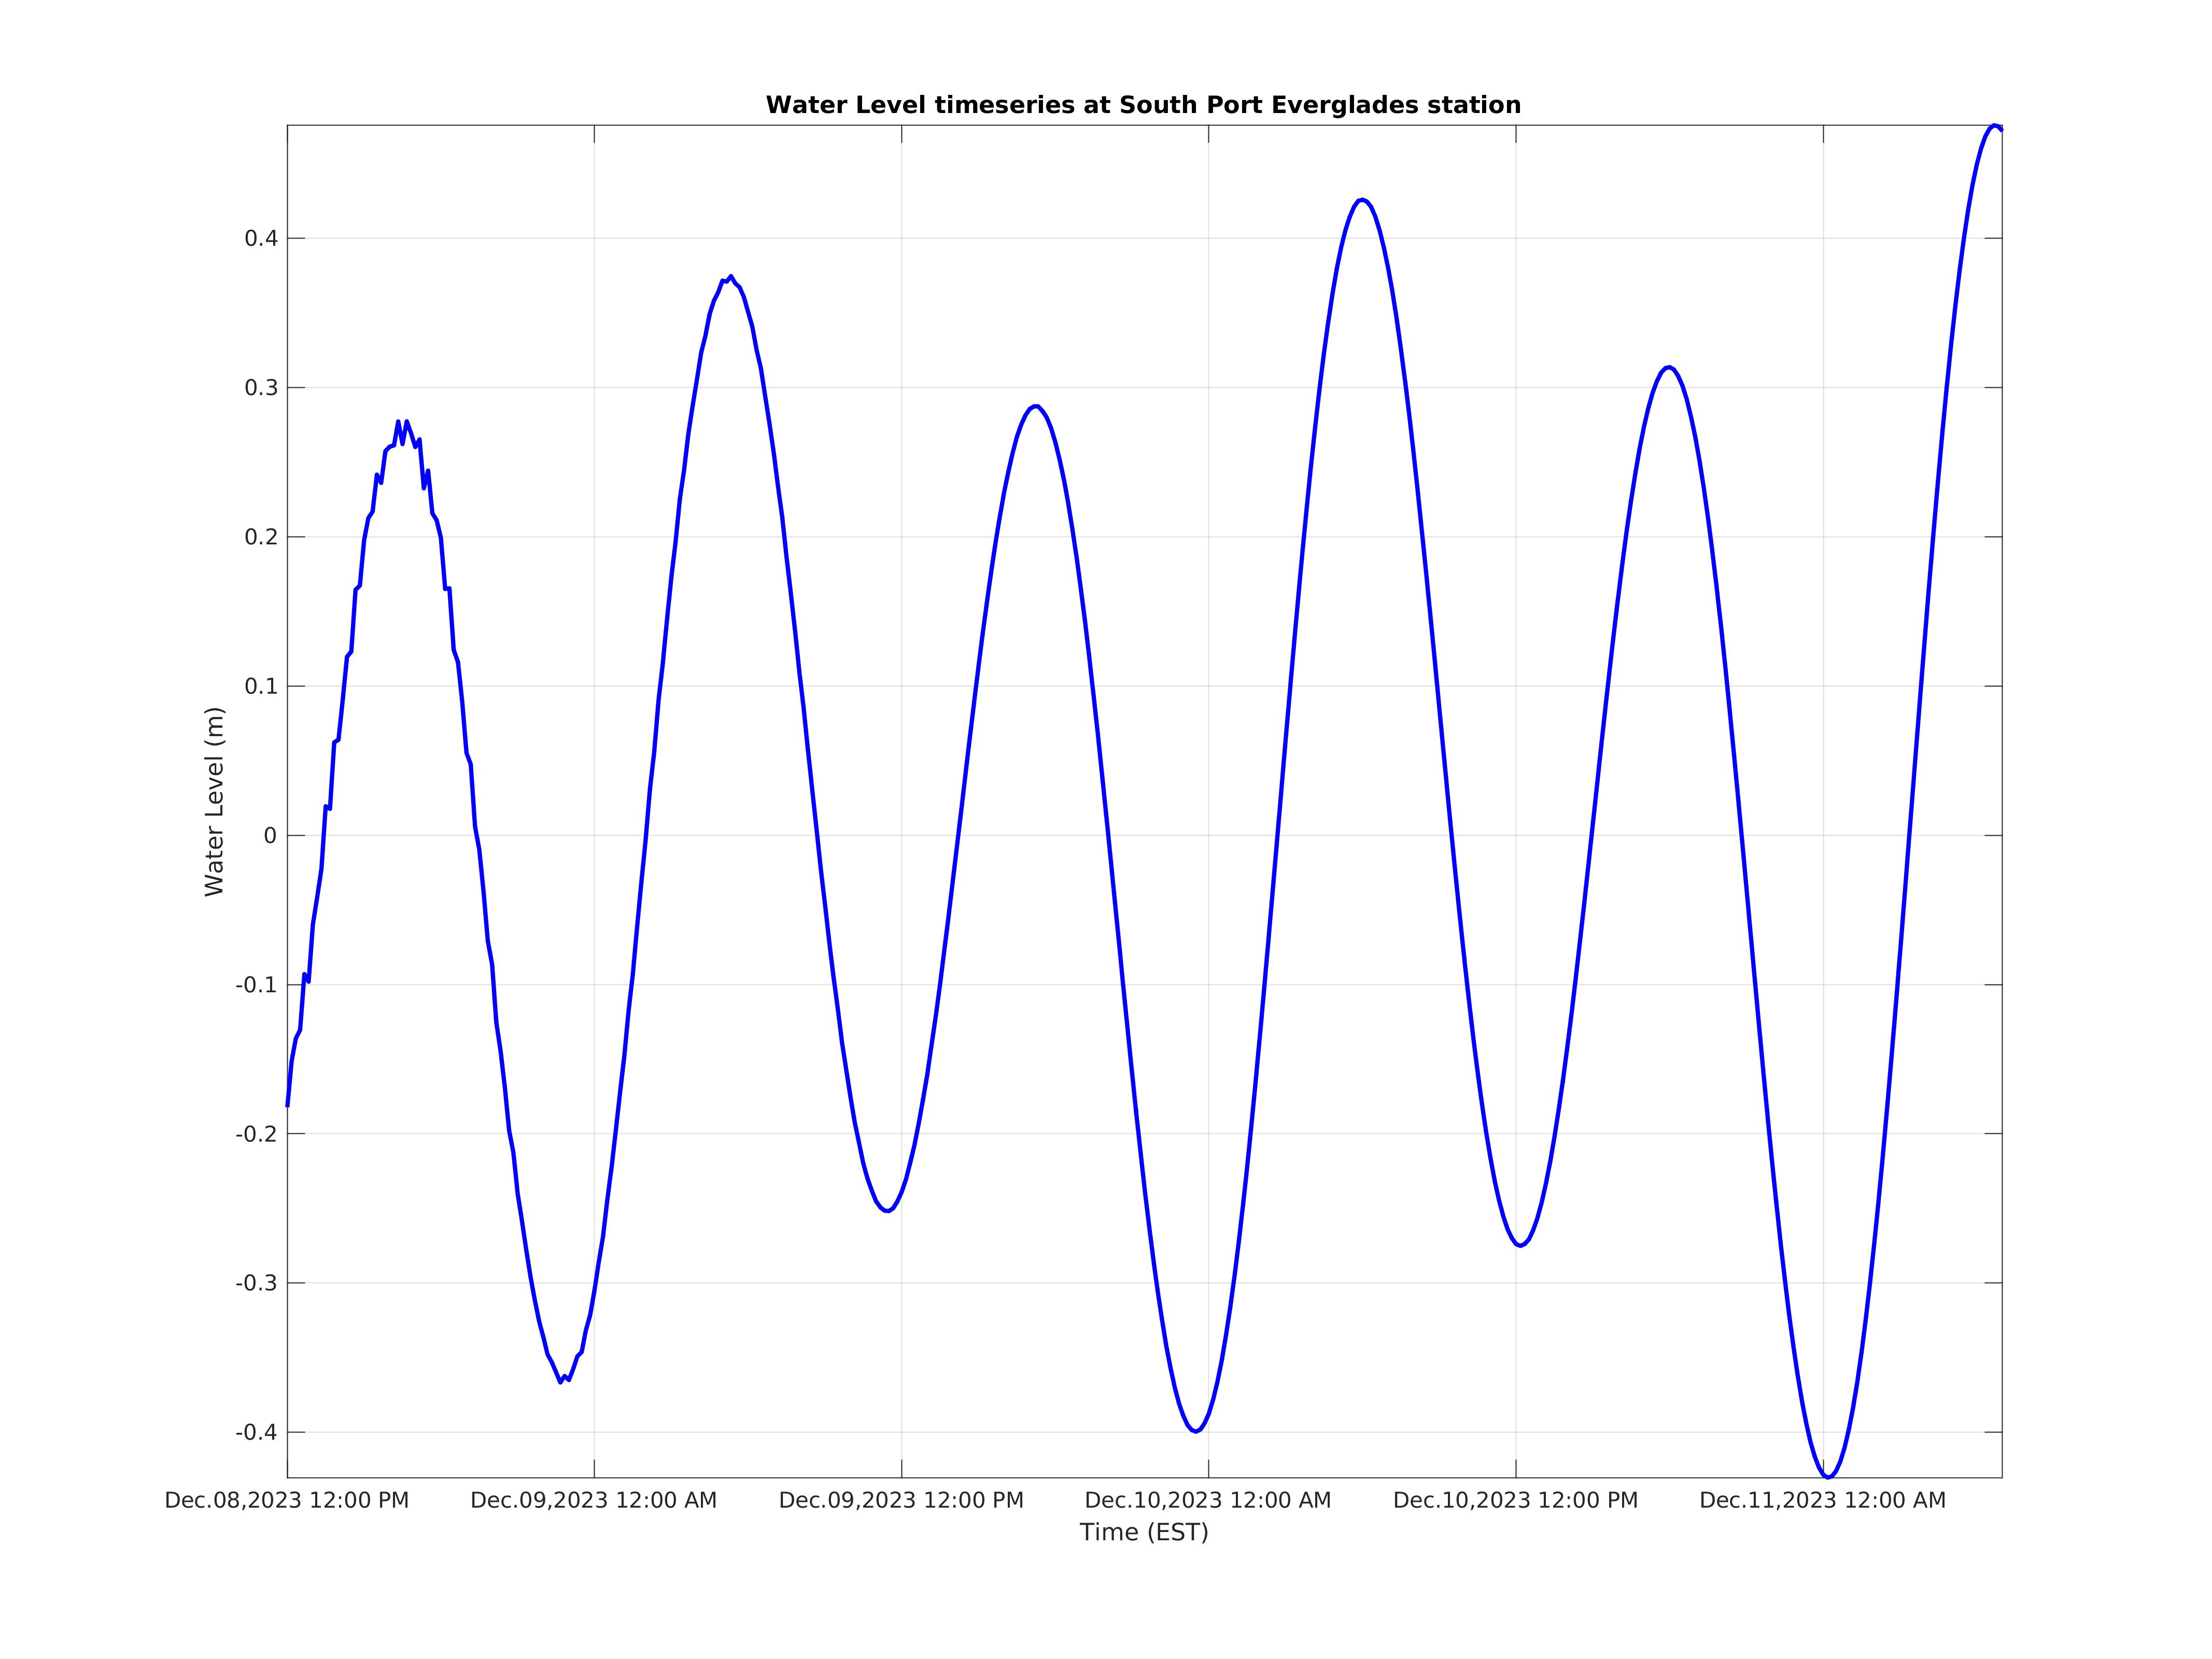 Water Level timeseries at South Port Everglades station
Water Level (m)
0.4
0.3
0.2
0.1
0
-0.1
-0.2
-0.3
-0.4
Dec.08,2023 12:00 PM Dec.09,2023 12:00 AM Dec.09,2023 12:00 PM Dec.10,2023 12:00 AM Dec.10,2023 12:00 PM Dec.11,2023 12:00 AM
Time (EST)